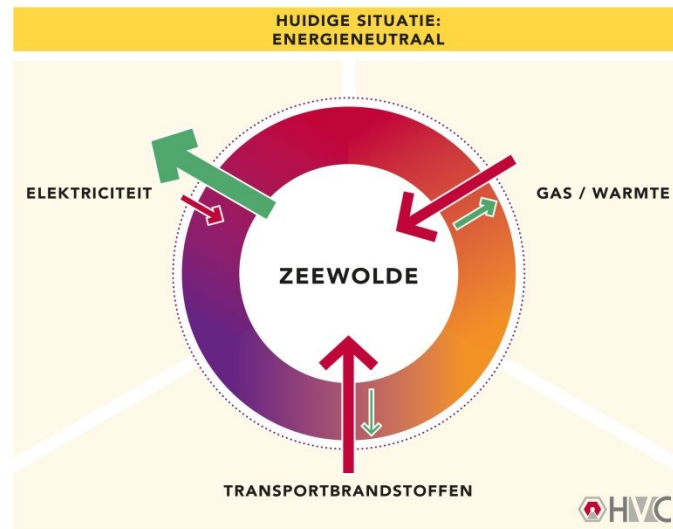 HUIDIGE SITUATIE:
ENERGIENEUTRAAL
ELEKTRICITEIT
GAS / WARMTE
ZEEWOLDE
TRANSPORTBRANDSTOFFEN
HVC